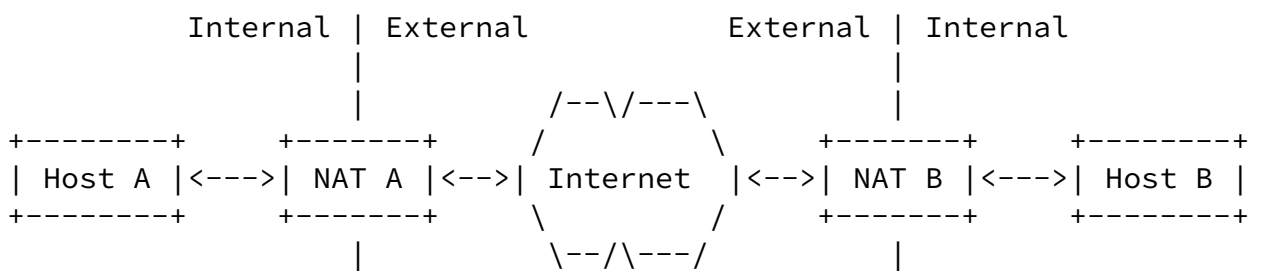 Internal | External External | Internal
| |
| /--\/---\ |
+--------+ +-------+ / \ +-------+ +--------+
| Host A |<--->| NAT A |<-->| Internet |<-->| NAT B |<--->| Host B |
+--------+ +-------+ \ / +-------+ +--------+
| \--/\---/ |